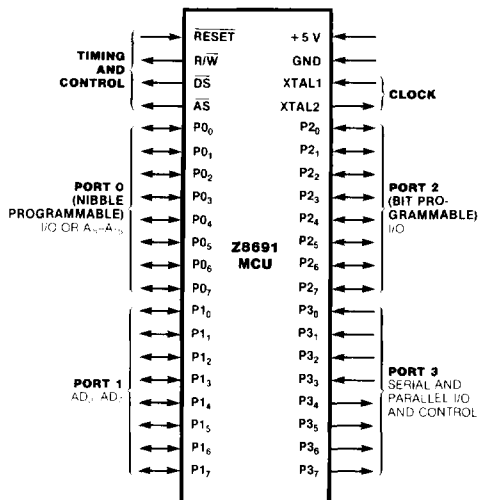 TIMING
AND
CONTROL
RESET
R/W
DS
AS
PORT 0
(NIBBLE
PROGRAMMABLE)
I/O OR
P0₀
P0₁
P0₂
P0₃
P0₄
P0₅
P0₆
P0₇
PORT 1
P1₀
P1₁
P1₂
P1₃
P1₄
P1₅
P1₆
P1₇
Z8691
MCU
+5 V
GND
XTAL1
XTAL2
CLOCK
P2₀
P2₁
P2₂
P2₃
P2₄
P2₅
P2₆
P2₇
PORT 2
(BIT PRO-
GRAMMABLE)
I/O
P3₀
P3₁
P3₂
P3₃
P3₄
P3₅
P3₆
P3₇
PORT 3
SERIAL AND
PARALLEL I/O
AND CONTROL